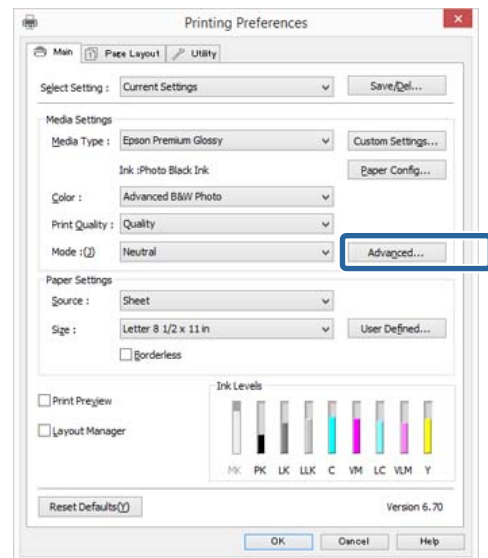 Printing Preferences
Main Page Layout Utility
Select Setting : Current Settings Save/Del...
Media Settings
Media Type : Epson Premium Glossy Custom Settings...
Ink :Photo Black Ink Paper Config...
Color : Advanced B&W Photo
Print Quality : Quality
Mode :(J) Neutral Advanced...
Paper Settings
Source : Sheet
Size : Letter 8 1/2 x 11 in User Defined...
Borderless
Ink Levels
Print Preview
Layout Manager
MK PK LK LLK C VM LC VLM Y
Reset Defaults(Y) Version 6.70
OK Cancel Help